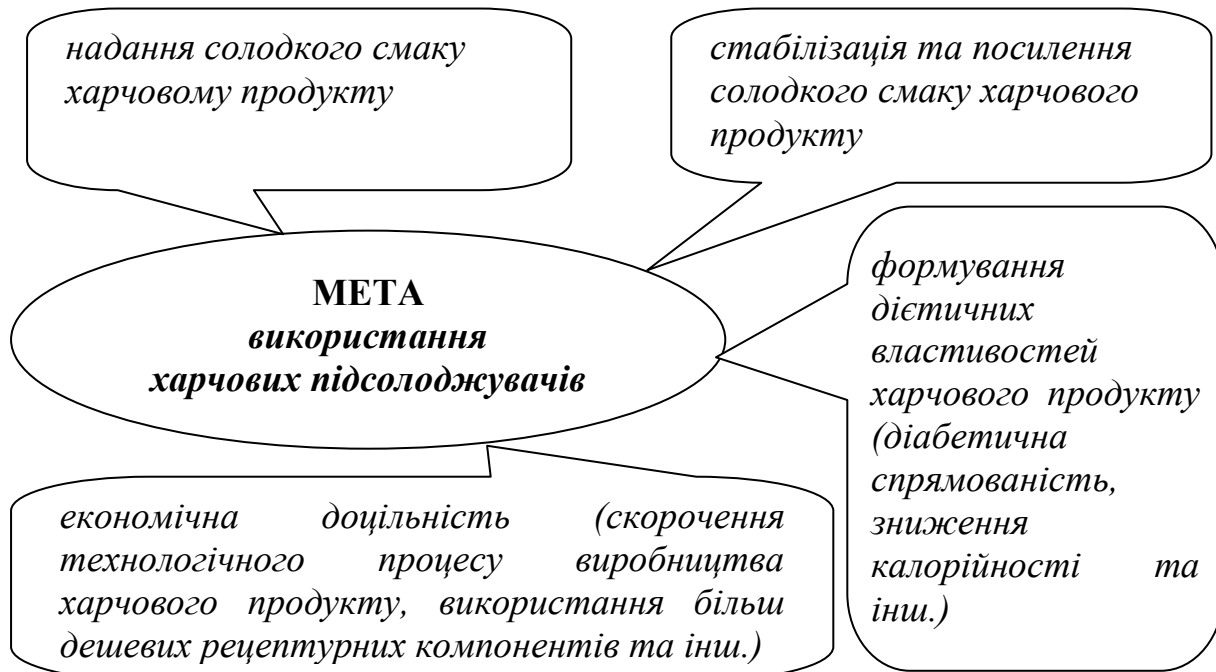 надання солодкого смаку
харчовому продукту
стабілізація та посилення
солодкого смаку харчового
продукту
МЕТА
використання
харчових підсолоджувачів
формування
дієтичних
властивостей
харчового продукту
(діабетична
спрямованість,
зниження
калорійності та
інш.)
економічна доцільність (скорочення
технологічного процесу виробництва
харчового продукту, використання більш
дешевих рецептурних компонентів та інш.)